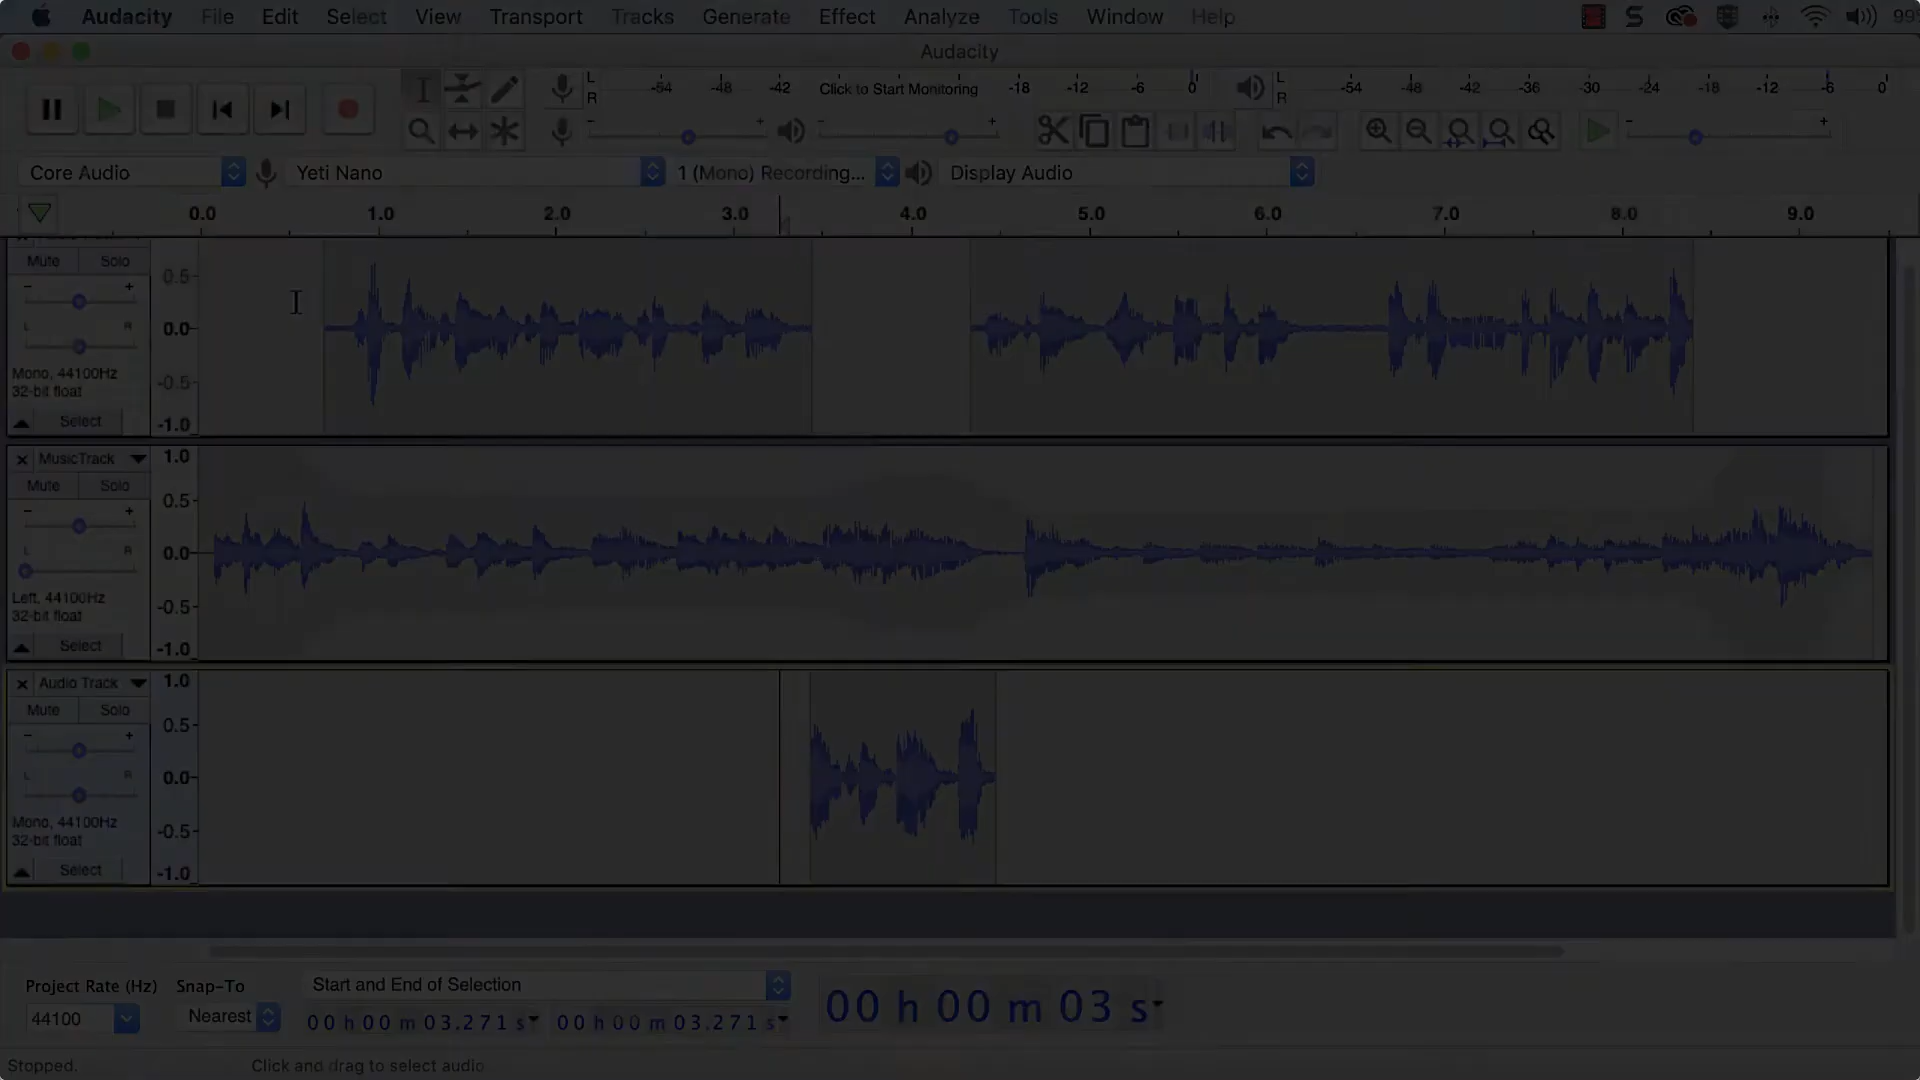 Audacity File Edit Select View Transport Tracks Generate Effect Analyze Tools Window Help
Audacity
L R -54 -48 -42 Click to Start Monitoring -18 -12 -6 0 L R -54 -48 -42 -36 -30 -24 -18 -12 -6 0
Core Audio Yeti Nano 1 (Mono) Recording... Display Audio
0.0 1.0 2.0 3.0 4.0 5.0 6.0 7.0 8.0 9.0
Mute Solo
0.5
- +
0.0
L R
Mono, 44100Hz
-0.5
32-bit float
Select
-1.0
MusicTrack 1.0
Mute Solo
0.5
- +
0.0
L R
Left, 44100Hz
-0.5
32-bit float
Select -1.0
Audio Track 1.0
Mute Solo
0.5
- +
0.0
L R
Mono, 44100Hz
-0.5
32-bit float
Select -1.0
Project Rate (Hz) Snap-To Start and End of Selection
44100 Nearest 00 h 00 m 03.271 s 00 h 00 m 03.271 s 00 h 00 m 03 s
Stopped. Click and drag to select audio